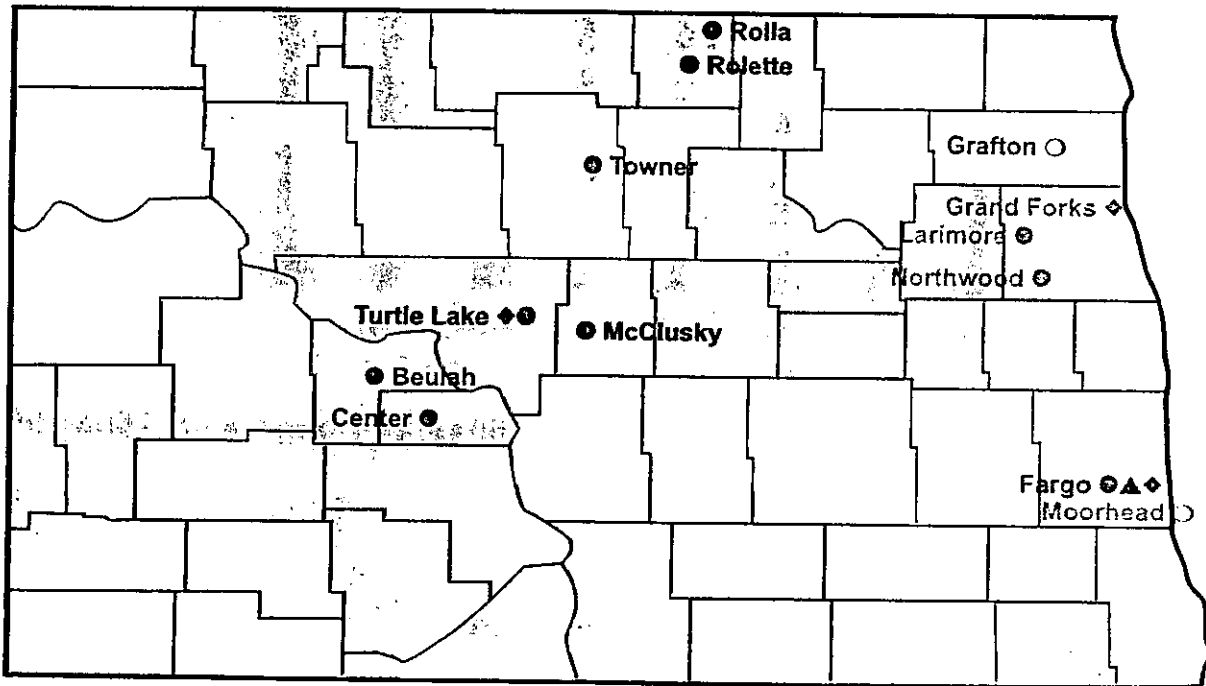 Rolla
Rolette
Grafton
Towner
Grand Forks
Larimore
Northwood
Turtle Lake
McClusky
Beulah
Center
Fargo
Moorhead